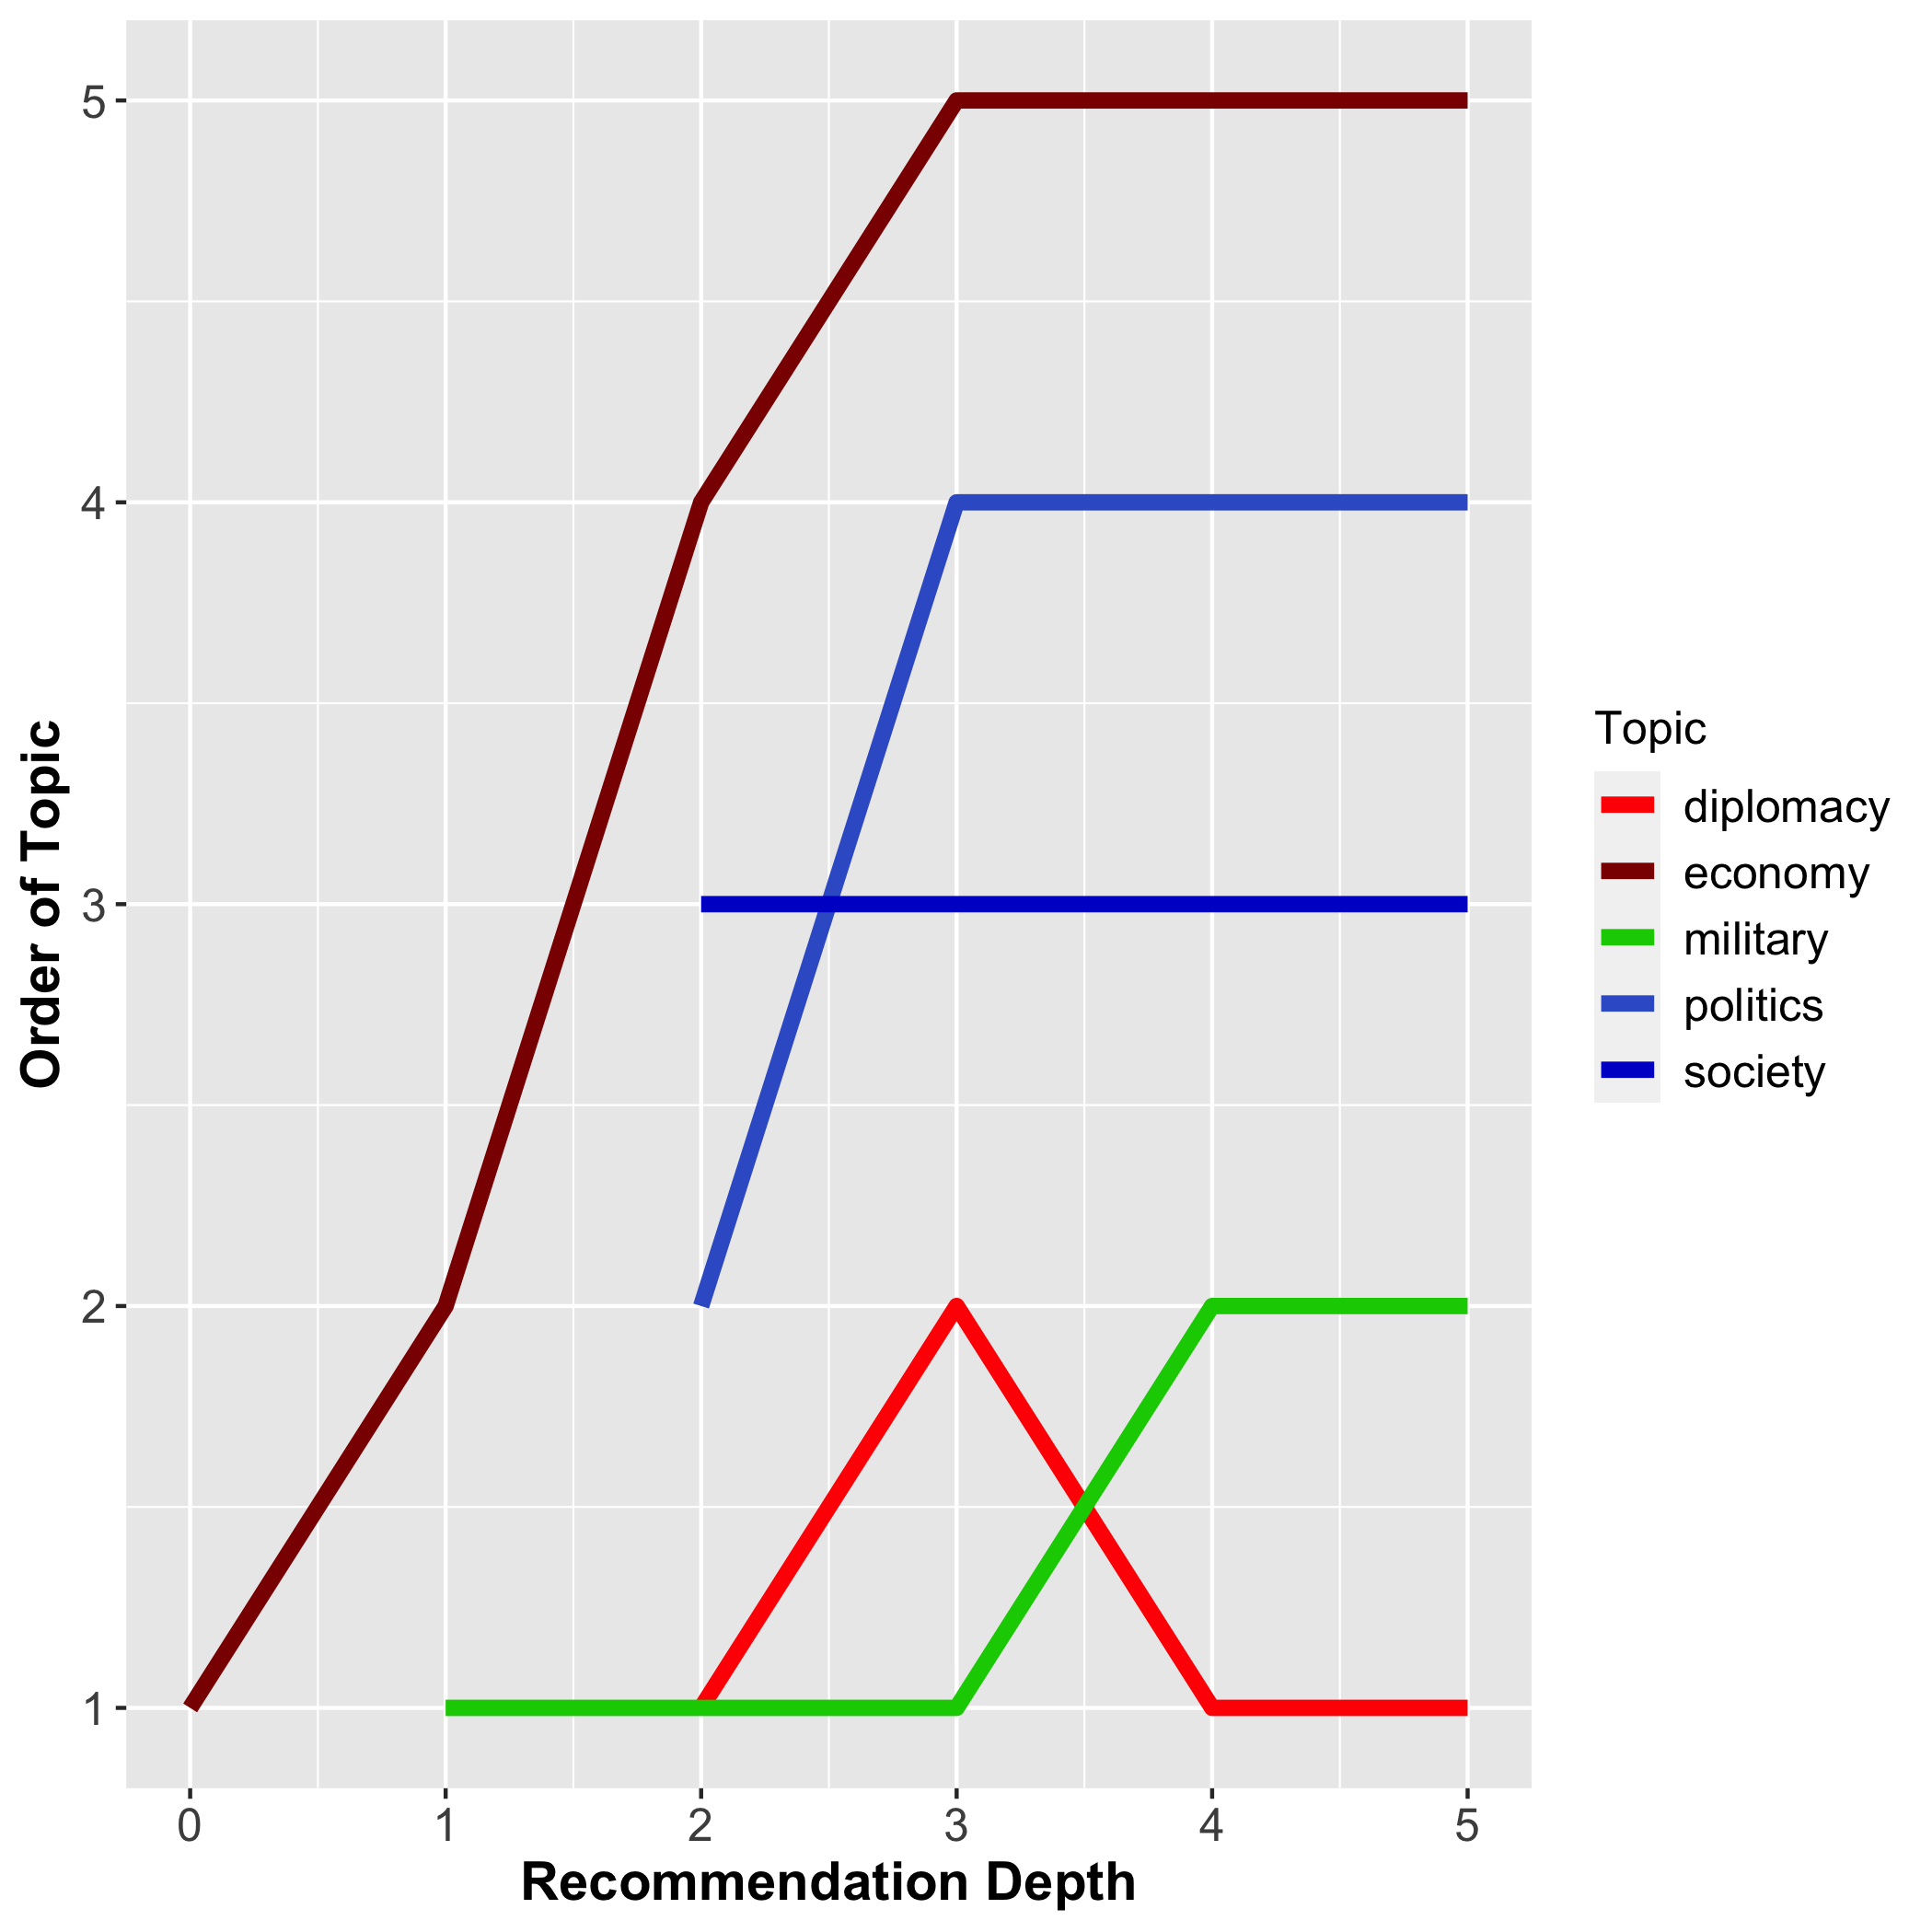 Order of Topic
5
4
3
2
1
0 1 2 3 4 5
Recommendation Depth
Topic
diplomacy
economy
military
politics
society